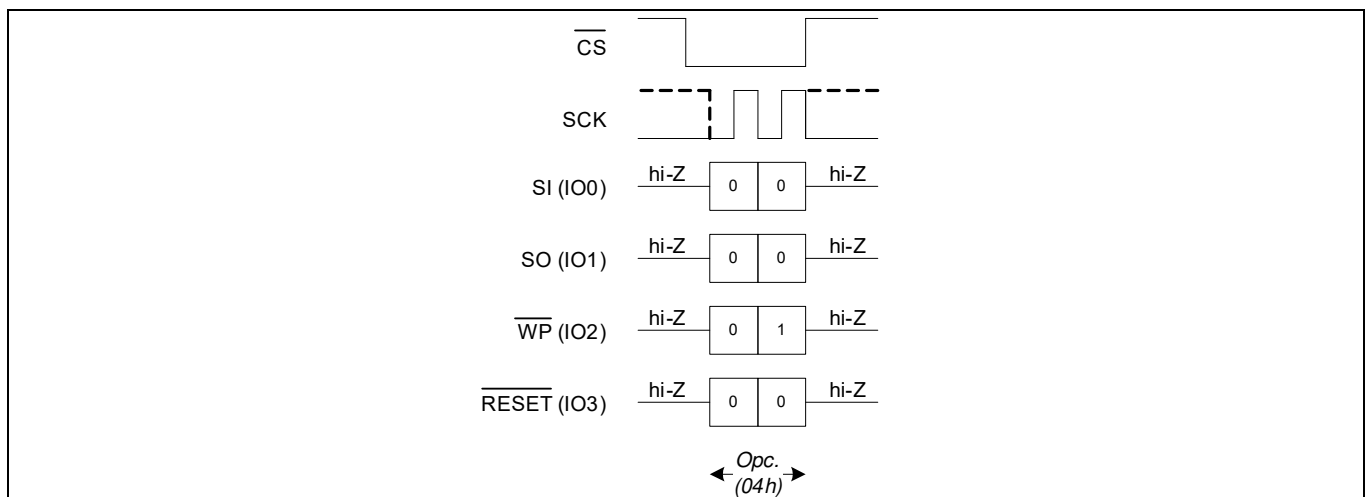 CS
SCK
SI (IO0) hi-Z 0 0 hi-Z
SO (IO1) hi-Z 0 0 hi-Z
WP (IO2) hi-Z 0 1 hi-Z
RESET (IO3) hi-Z 0 0 hi-Z
Opc.
(04h)